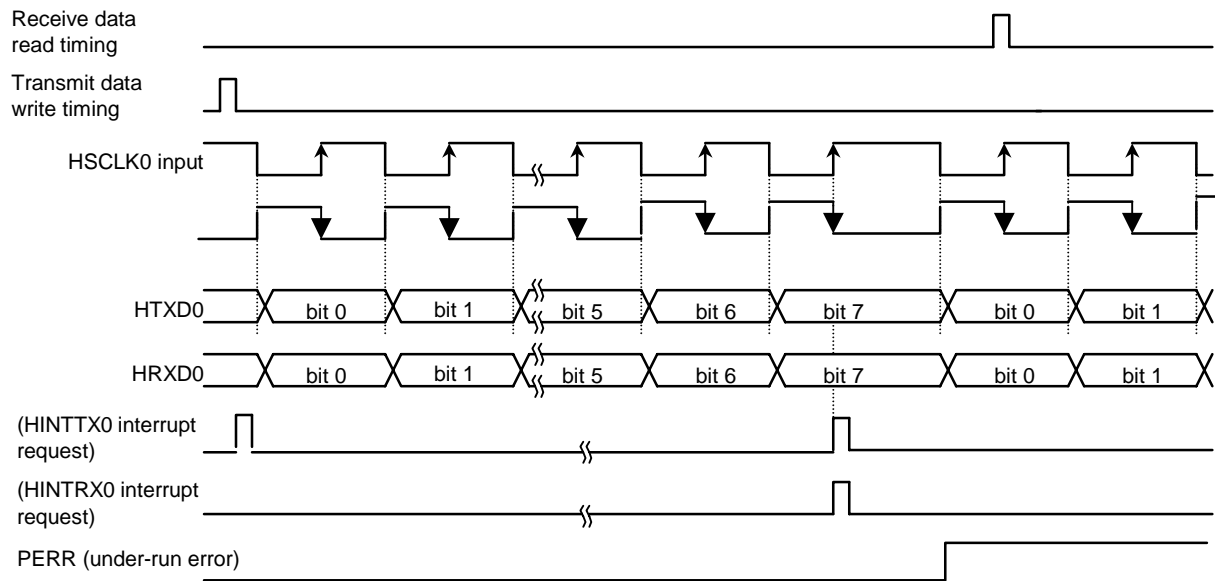 Receive data
read timing
Transmit data
write timing
HSCLK0 input
HTXD0
bit 0 bit 1 bit 5 bit 6 bit 7 bit 0 bit 1
HRXD0
bit 0 bit 1 bit 5 bit 6 bit 7 bit 0 bit 1
(HINTTX0 interrupt
request)
(HINTRX0 interrupt
request)
PERR (under-run error)